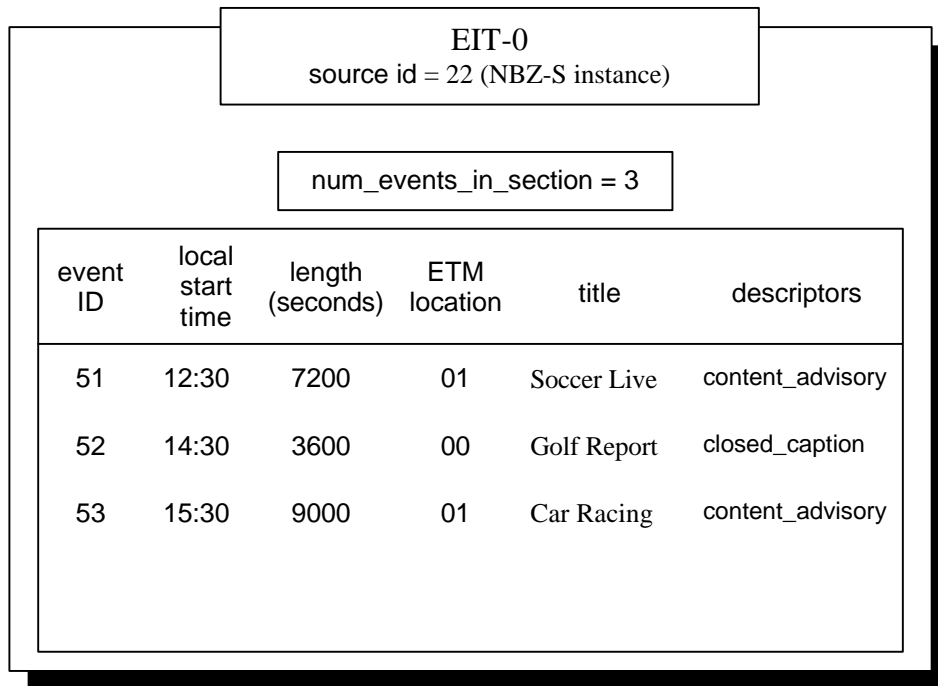 EIT-0
source id = 22 (NBZ-S instance)
num_events_in_section = 3
event ID local start time length (seconds) ETM location title descriptors
51 12:30 7200 01 Soccer Live content_advisory
52 14:30 3600 00 Golf Report closed_caption
53 15:30 9000 01 Car Racing content_advisory